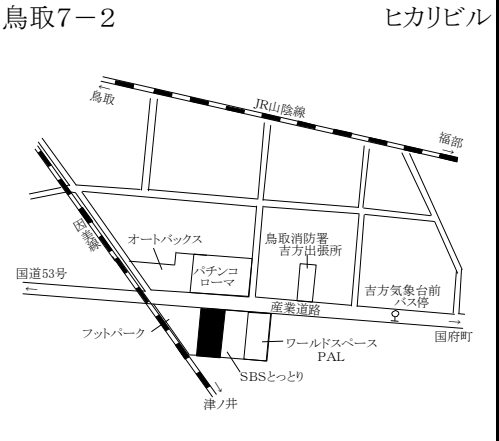 鳥取7－2
ヒカリビル
JR山陰線
鳥取
福部
因美線
オートバックス
鳥取消防署
吉方出張所
パチンコ
ローマ
国道53号
産業道路
吉方気象台前
バス停
国府町
フットパーク
ワールドスペース
PAL
SBSとっとり
津ノ井